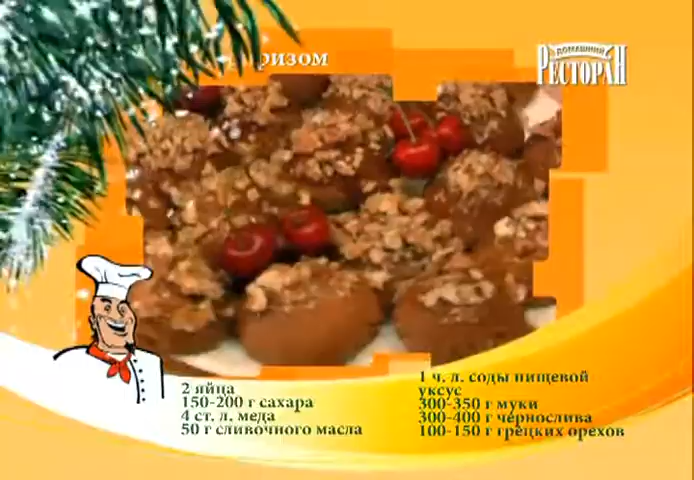 ризом
ДОМАШНИЙ
РЕСТОРАН
2 яйца
150-200 г сахара
4 ст. л. меда
50 г сливочного масла
1 ч. л. соды пищевой
уксус
300-350 г муки
300-400 г чернослива
100-150 г грецких орехов